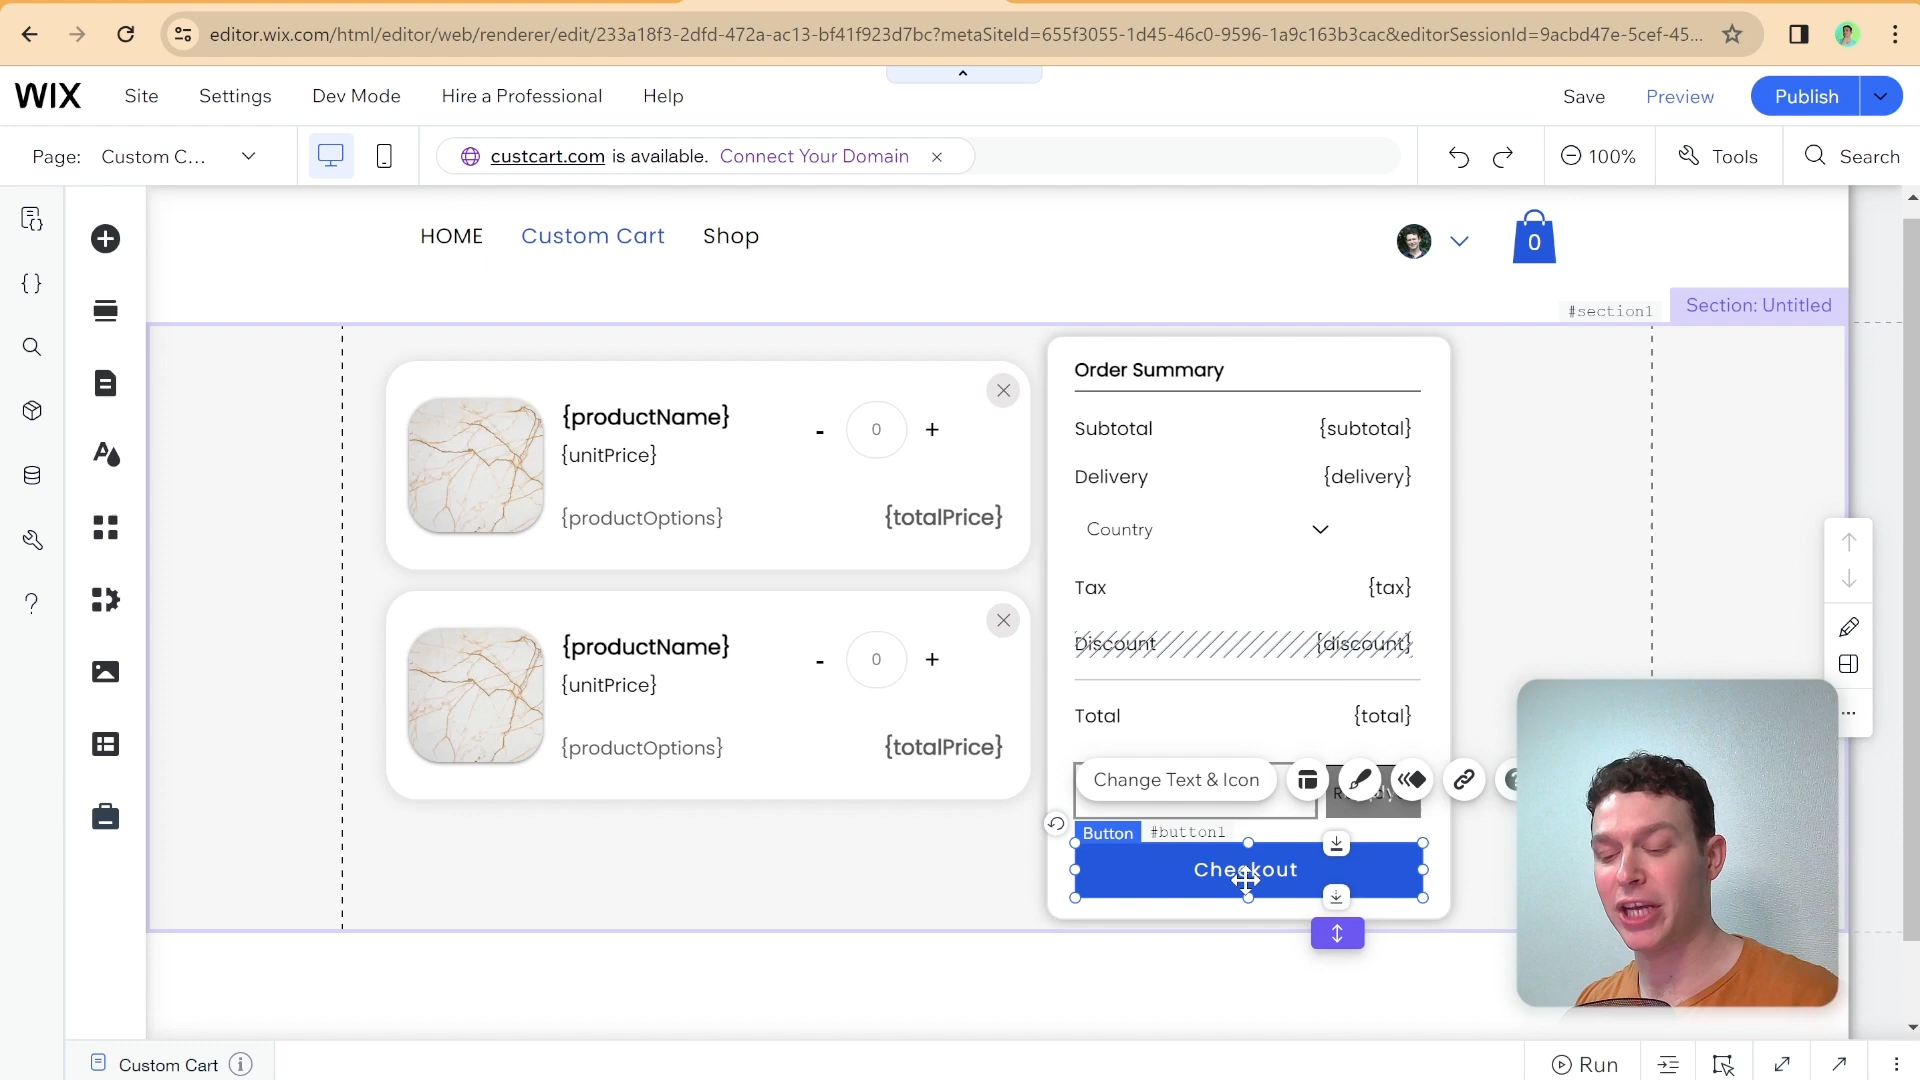 editor.wix.com/html/editor/web/renderer/edit/233a18f3-2dfd-472a-ac13-bf41f923d7bc?metaSiteId=655f3055-1d45-46c0-9596-1a9c163b3cac&editorSessionId=9acbd47e-5cef-45...
WIX Site Settings Dev Mode Hire a Professional Help Save Preview Publish
Page: Custom C... custcart.com is available. Connect Your Domain 100% Tools Search
HOME Custom Cart Shop 0
#section1 Section: Untitled
{productName} - 0 +
{unitPrice}
{productOptions} {totalPrice}
{productName} - 0 +
{unitPrice}
{productOptions} {totalPrice}
Order Summary
Subtotal {subtotal}
Delivery {delivery}
Country
Tax {tax}
Discount {discount}
Total {total}
Change Text & Icon
Button #button1
Checkout
Custom Cart Run